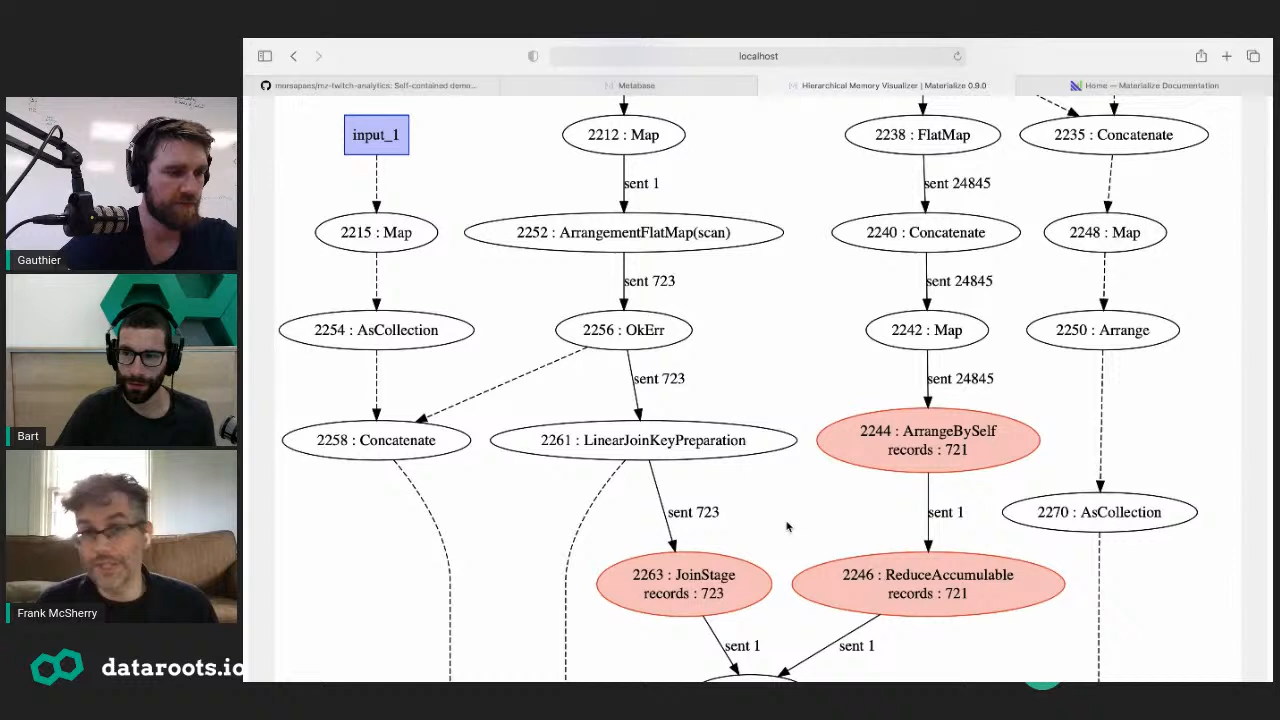 localhost
Metabase
Hierarchical Memory Visualizer | Materialize 0.9.0
Home — Materialize Documentation
input_1
2212 : Map
2238 : FlatMap
2235 : Concatenate
sent 1
sent 24845
2215 : Map
2252 : ArrangementFlatMap(scan)
2240 : Concatenate
2248 : Map
Gauthier
sent 723
sent 24845
2254 : AsCollection
2256 : OkErr
2242 : Map
2250 : Arrange
sent 723
sent 24845
Bart
2258 : Concatenate
2261 : LinearJoinKeyPreparation
2244 : ArrangeBySelf
records : 721
sent 723
sent 1
2270 : AsCollection
2263 : JoinStage
records : 723
2246 : ReduceAccumulable
records : 721
Frank McSherry
sent 1
sent 1
dataroots.io